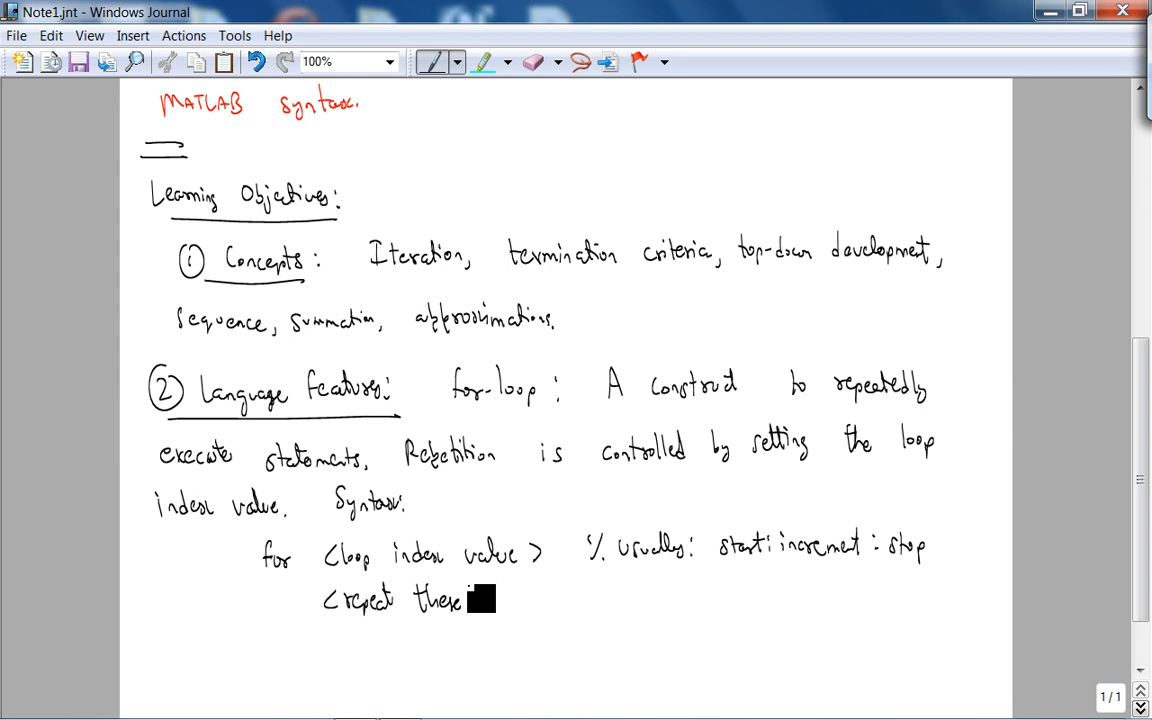 Note1.jnt - Windows Journal
File Edit View Insert Actions Tools Help
100%
MATLAB syntax.
Learning Objectives:
① Concepts: Iteration, termination criteria, top-down development,
sequence, summation, approximations.
② Language features: for-loop: A construct to repeatedly
execute statements. Repetition is controlled by setting the loop
index value. Syntax:
for <loop index value> % usually: start:increment:stop
<repeat these
1/1